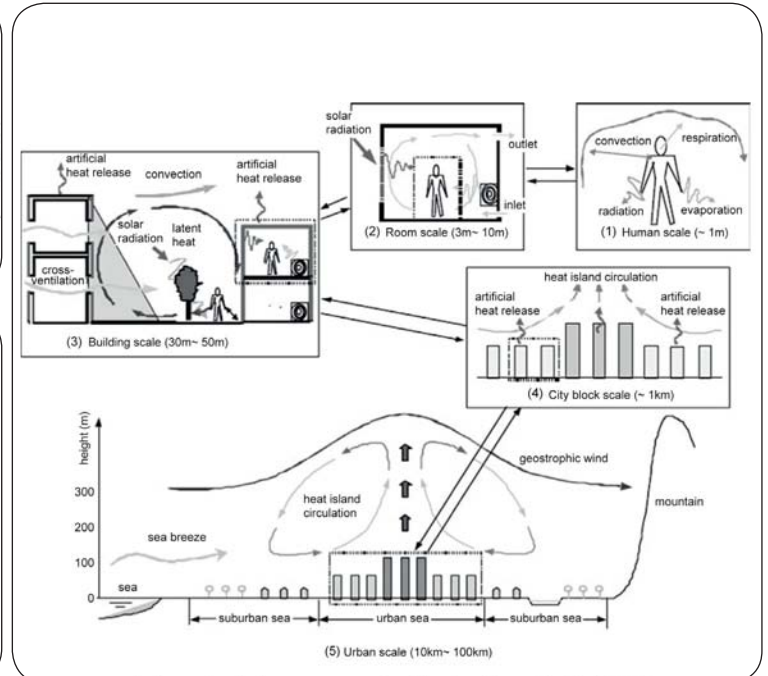 solar
radiation
outlet
inlet
(2) Room scale (3m~ 10m)
convection
respiration
radiation
evaporation
(1) Human scale (~ 1m)
artificial
heat release
convection
artificial
heat release
solar
radiation
latent
heat
cross-
ventilation
(3) Building scale (30m~ 50m)
heat island circulation
artificial
heat release
artificial
heat release
(4) City block scale (~ 1km)
height (m)
300
200
100
0
geostrophic wind
mountain
heat island
circulation
sea breeze
sea
suburban sea
urban sea
suburban sea
(5) Urban scale (10km~ 100km)